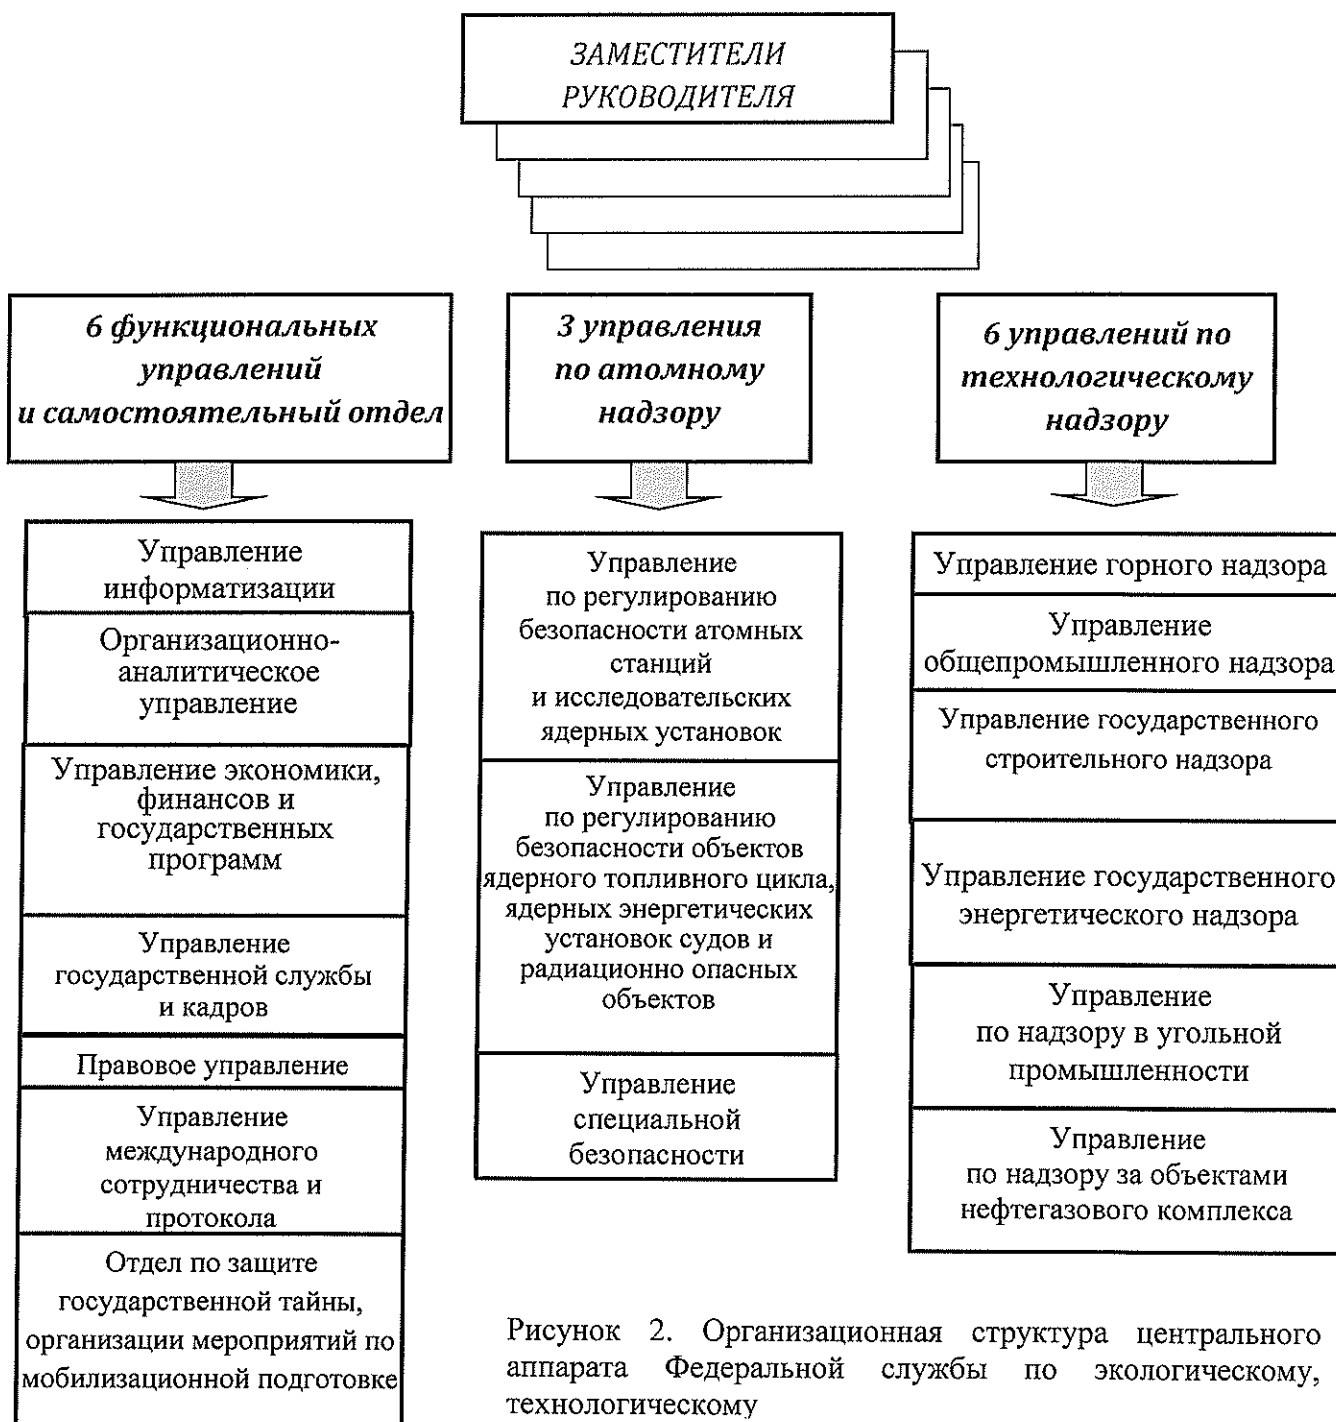 ЗАМЕСТИТЕЛИ
РУКОВОДИТЕЛЯ
6 функциональных
управлений
и самостоятельный отдел
3 управления
по атомному
надзору
6 управлений по
технологическому
надзору
Управление
информатизации
Организационно-
аналитическое
управление
Управление экономики,
финансов и
государственных
программ
Управление
государственной службы
и кадров
Правовое управление
Управление
международного
сотрудничества и
протокола
Отдел по защите
государственной тайны,
организации мероприятий по
мобилизационной подготовке
Управление
по регулированию
безопасности атомных
станций
и исследовательских
ядерных установок
Управление
по регулированию
безопасности объектов
ядерного топливного цикла,
ядерных энергетических
установок судов и
радиационно опасных
объектов
Управление
специальной
безопасности
Управление горного надзора
Управление
общепромышленного надзора
Управление государственного
строительного надзора
Управление государственного
энергетического надзора
Управление
по надзору в угольной
промышленности
Управление
по надзору за объектами
нефтегазового комплекса
Рисунок 2. Организационная структура центрального
аппарата Федеральной службы по экологическому,
технологическому